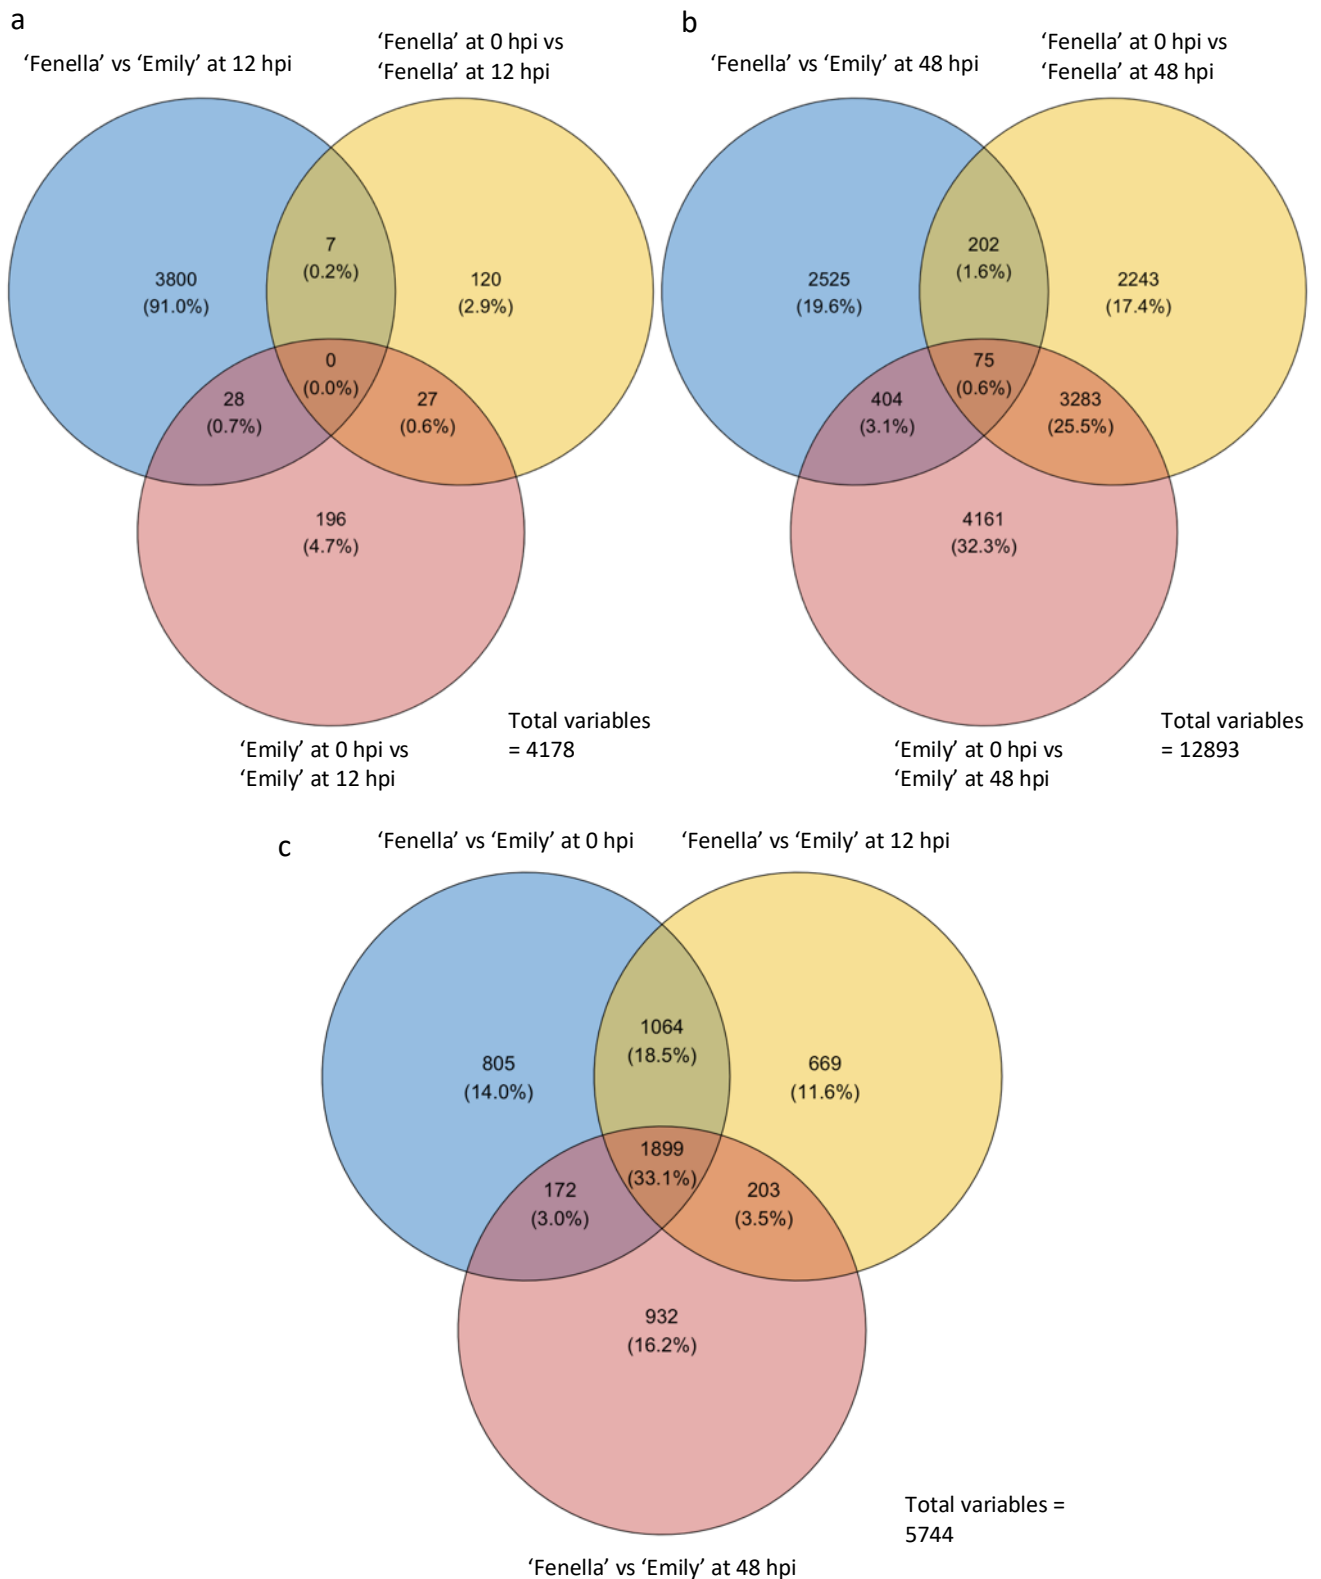 a
‘Fenella’ vs ‘Emily’ at 12 hpi
‘Fenella’ at 0 hpi vs
‘Fenella’ at 12 hpi
3800
(91.0%)
7
(0.2%)
120
(2.9%)
0
(0.0%)
28
(0.7%)
27
(0.6%)
196
(4.7%)
‘Emily’ at 0 hpi vs
‘Emily’ at 12 hpi
Total variables
= 4178
b
‘Fenella’ vs ‘Emily’ at 48 hpi
‘Fenella’ at 0 hpi vs
‘Fenella’ at 48 hpi
2525
(19.6%)
202
(1.6%)
2243
(17.4%)
75
(0.6%)
404
(3.1%)
3283
(25.5%)
4161
(32.3%)
‘Emily’ at 0 hpi vs
‘Emily’ at 48 hpi
Total variables
= 12893
c
‘Fenella’ vs ‘Emily’ at 0 hpi
‘Fenella’ vs ‘Emily’ at 12 hpi
805
(14.0%)
1064
(18.5%)
669
(11.6%)
1899
(33.1%)
172
(3.0%)
203
(3.5%)
932
(16.2%)
Total variables =
5744
‘Fenella’ vs ‘Emily’ at 48 hpi